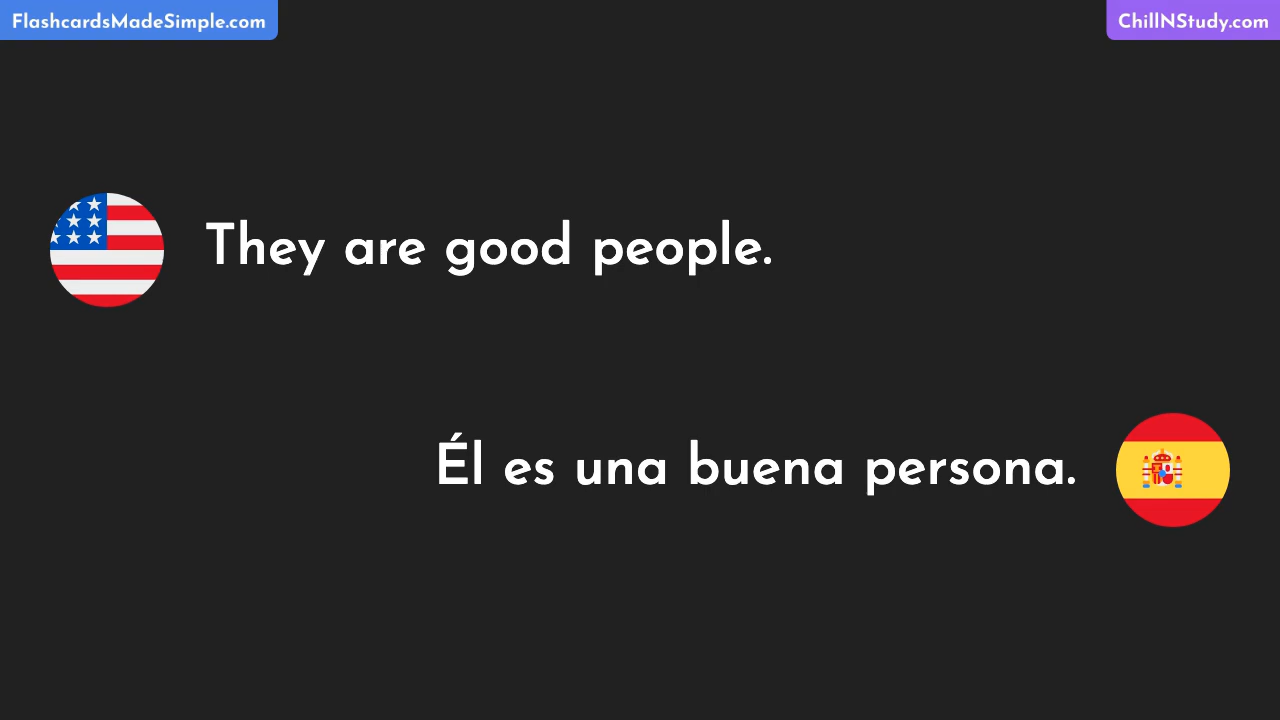 FlashcardsMadeSimple.com
ChillNStudy.com
They are good people.
Él es una buena persona.